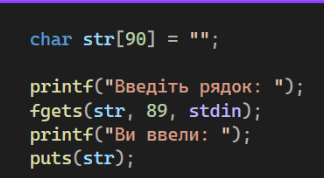 char str[90] = "";
printf("Введіть рядок: ");
fgets(str, 89, stdin);
printf("Ви ввели: ");
puts(str);